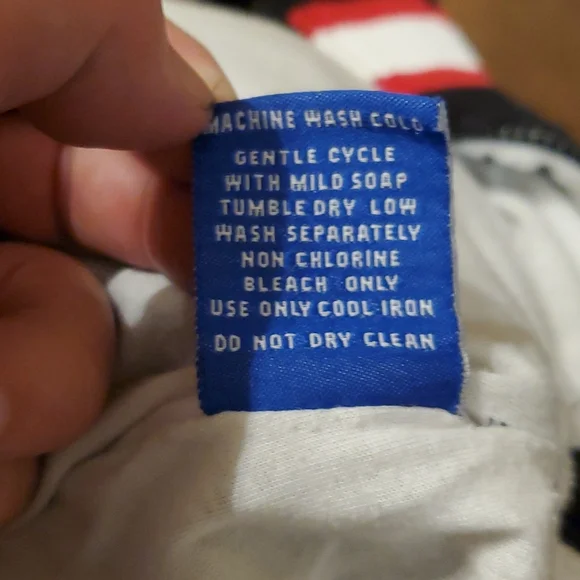 MACHINE WASH COLD
GENTLE CYCLE
WITH MILD SOAP
TUMBLE DRY LOW
WASH SEPARATELY
NON CHLORINE
BLEACH ONLY
USE ONLY COOL IRON
DO NOT DRY CLEAN